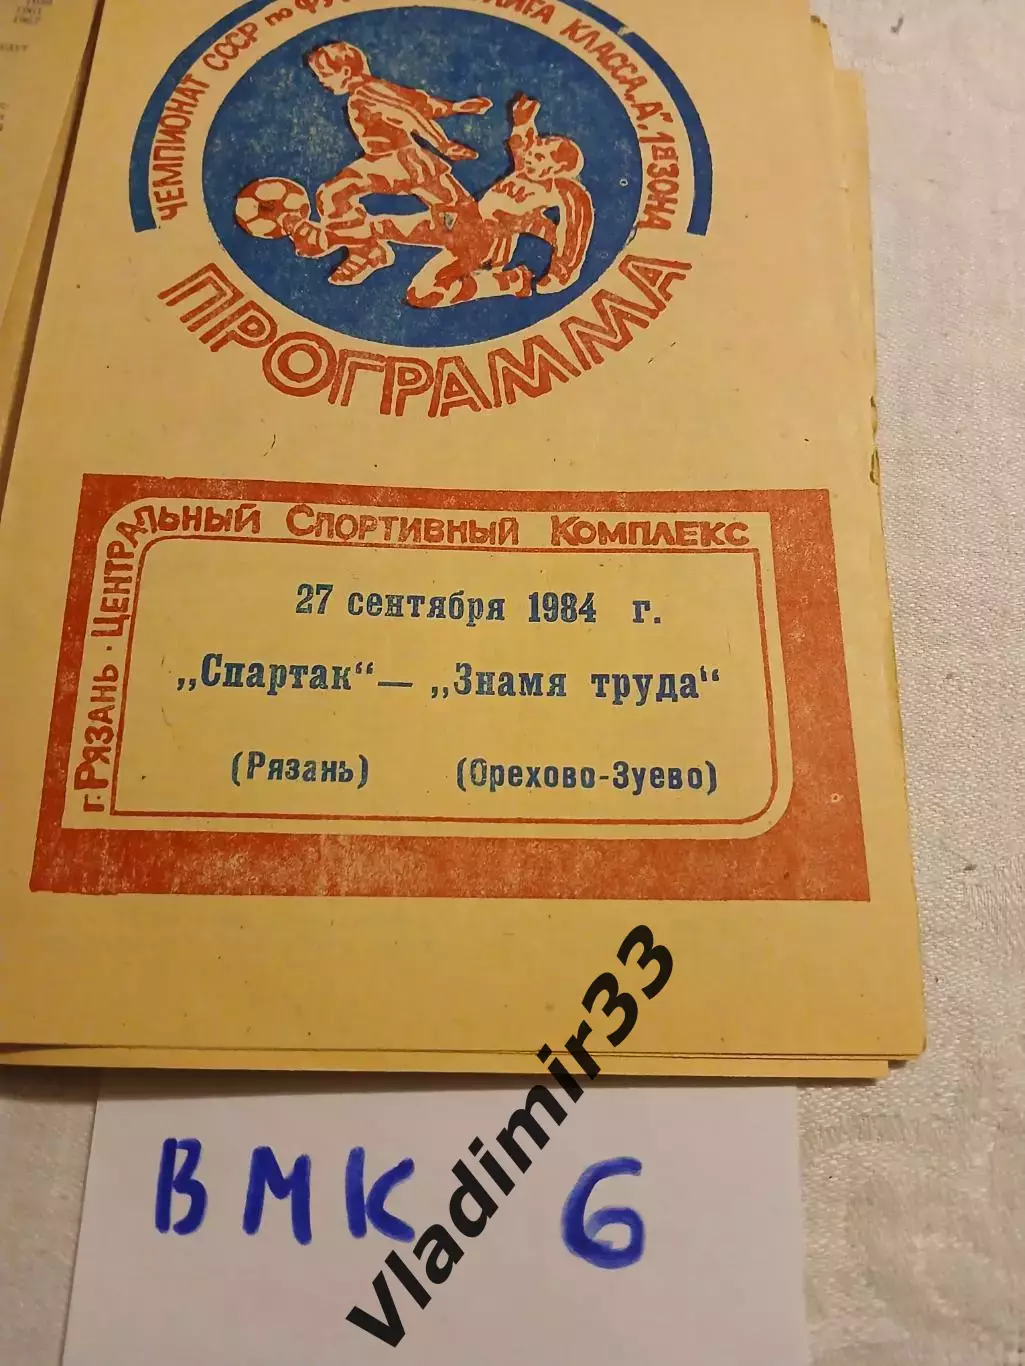 ЧЕМПИОНАТ СССР ПО ЛИГА КЛАССА „А", 1 я ЗОНА
ПРОГРАММА
г. РЯЗАНЬ · ЦЕНТРАЛЬНЫЙ СПОРТИВНЫЙ КОМПЛЕКС
27 сентября 1984 г.
„Спартак" — „Знамя труда"
(Рязань) (Орехово-Зуево)
Vladimir33
ВМК 6